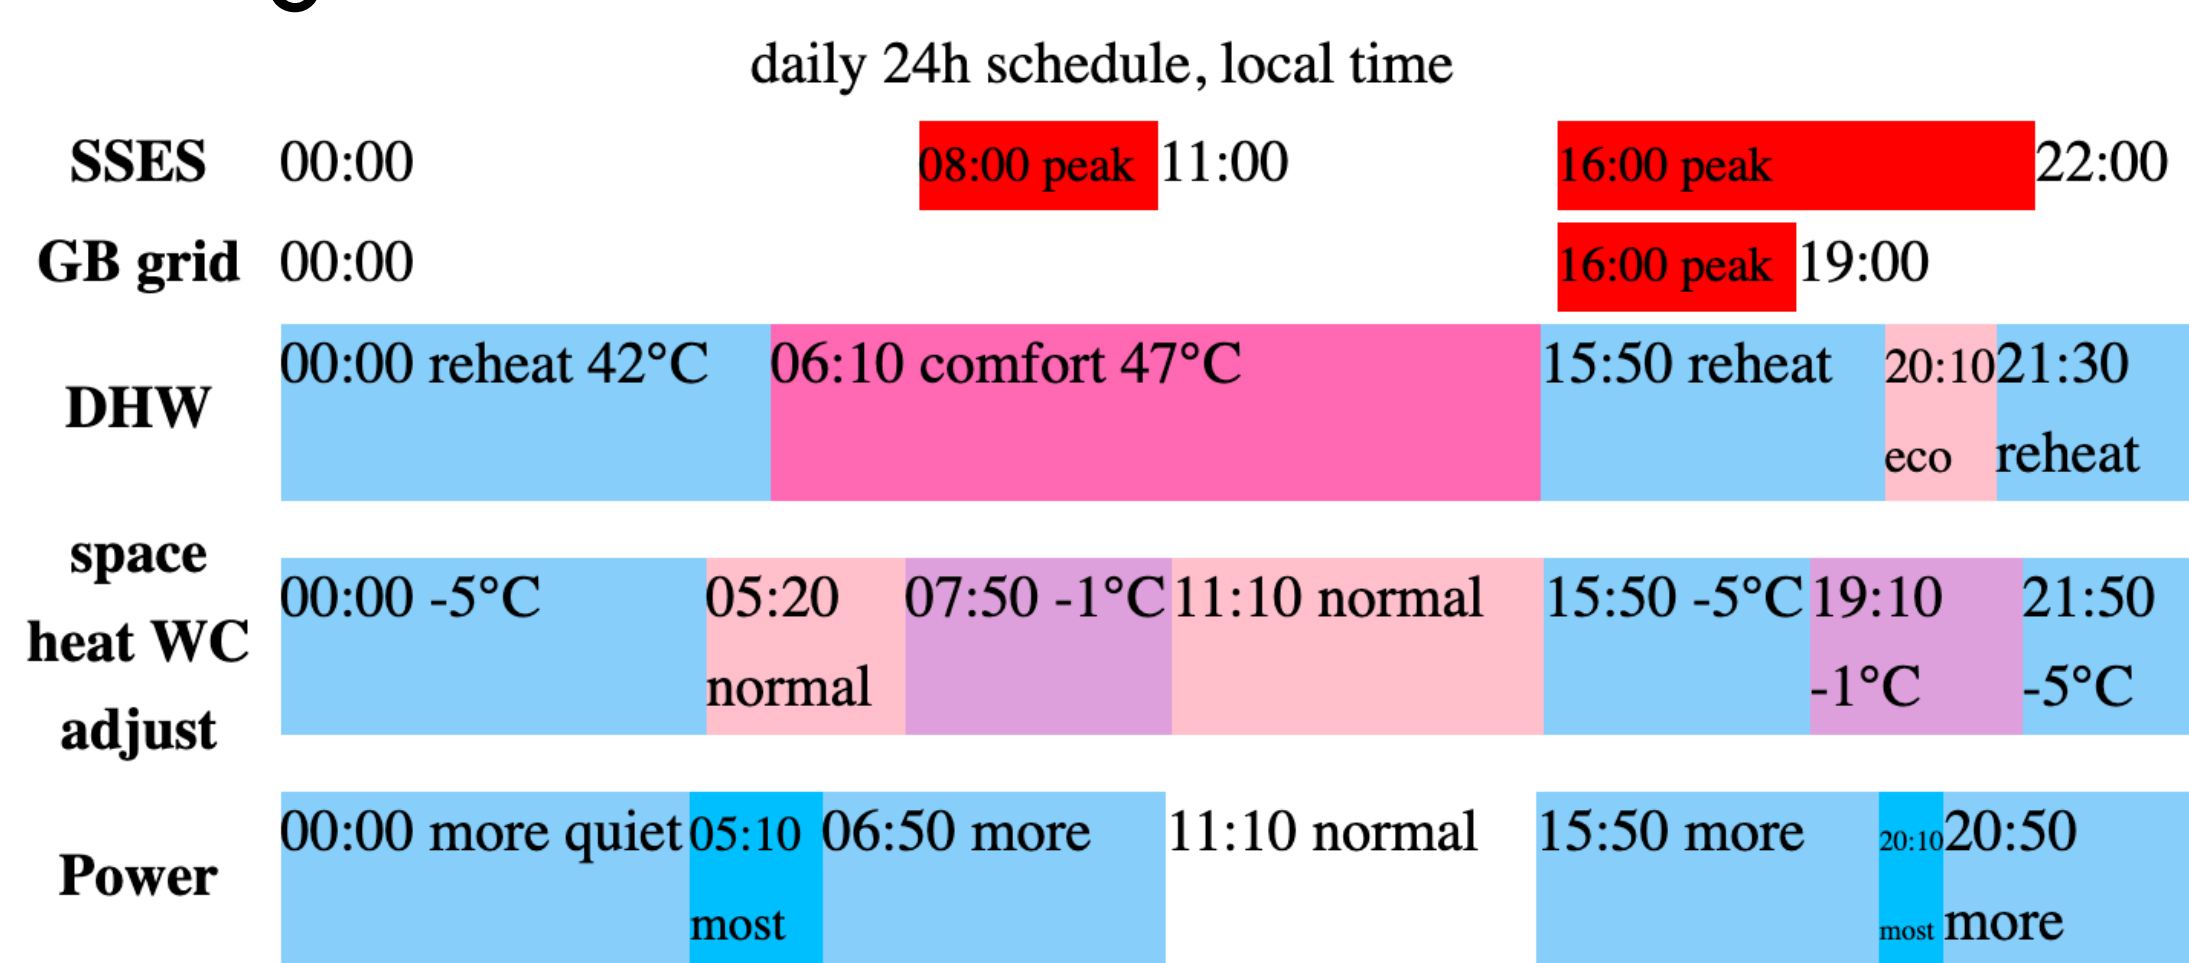 daily 24h schedule, local time
SSES 00:00 08:00 peak 11:00 16:00 peak 22:00
GB grid 00:00 16:00 peak 19:00
DHW
00:00 reheat 42°C 06:10 comfort 47°C 15:50 reheat 20:10 21:30
eco reheat
space
heat WC
adjust
00:00 -5°C 05:20 07:50 -1°C 11:10 normal 15:50 -5°C 19:10 21:50
normal -1°C -5°C
Power
00:00 more quiet 05:10 06:50 more 11:10 normal 15:50 more 20:10 20:50
most most more